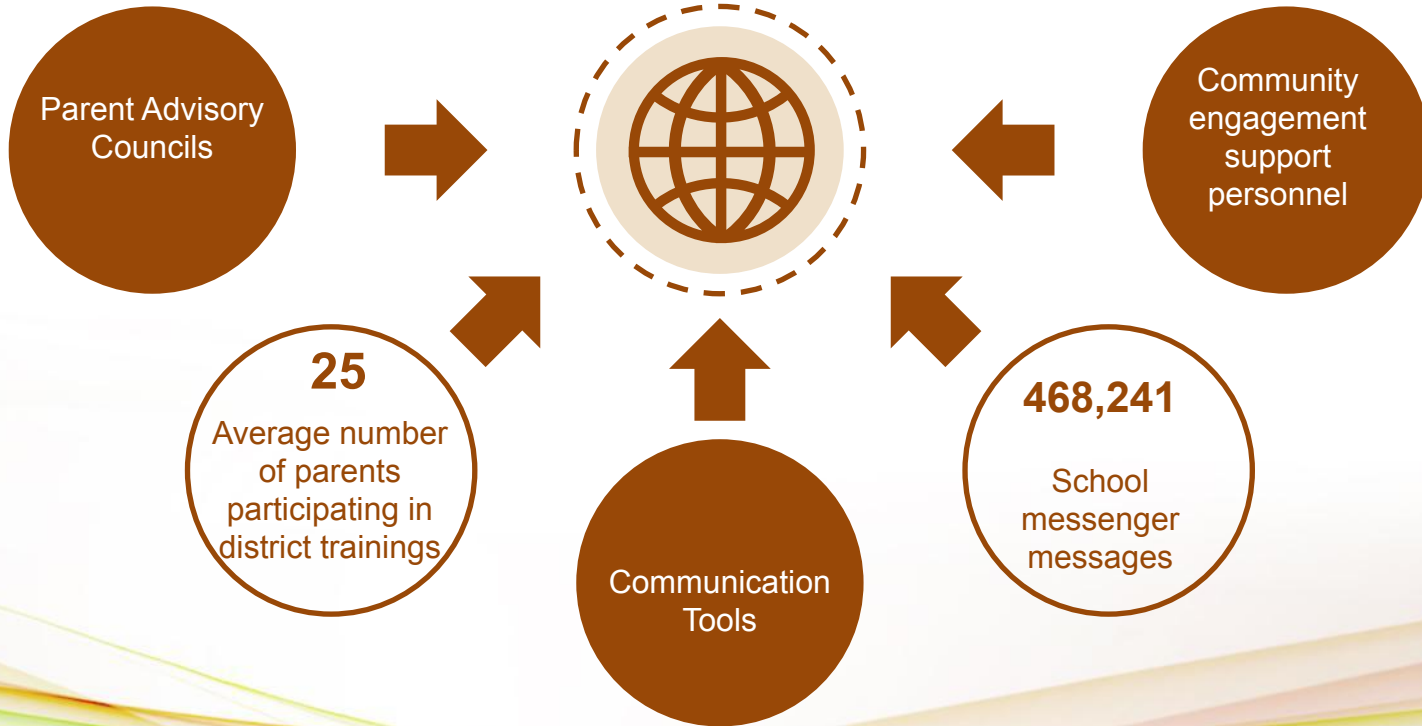 Parent Advisory
Councils
Community
engagement
support
personnel
25
Average number
of parents
participating in
district trainings
Communication
Tools
468,241
School
messenger
messages